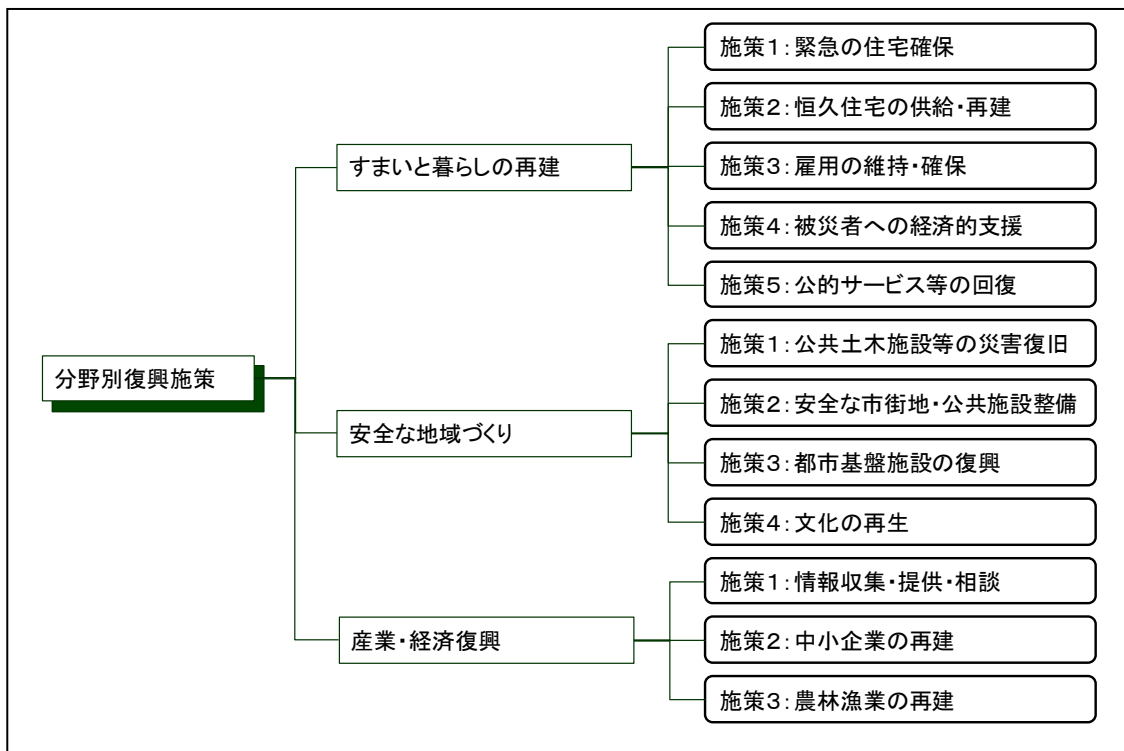 分野別復興施策
すまいと暮らしの再建
施策１：緊急の住宅確保
施策２：恒久住宅の供給・再建
施策３：雇用の維持・確保
施策４：被災者への経済的支援
施策５：公的サービス等の回復
安全な地域づくり
施策１：公共土木施設等の災害復旧
施策２：安全な市街地・公共施設整備
施策３：都市基盤施設の復興
施策４：文化の再生
産業・経済復興
施策１：情報収集・提供・相談
施策２：中小企業の再建
施策３：農林漁業の再建